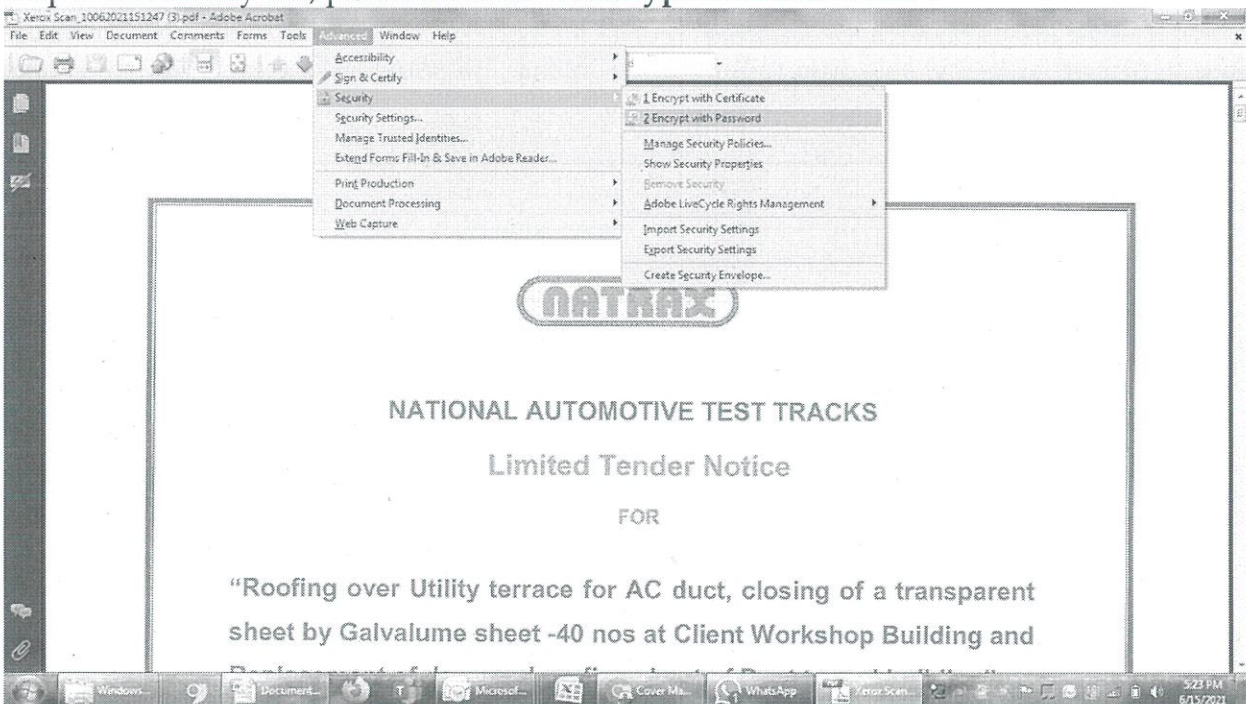 Xerox Scan_10062021151247 (3).pdf - Adobe Acrobat
File Edit View Document Comments Forms Tools Advanced Window Help
Accessibility
Sign & Certify
Security
Security Settings...
Manage Trusted Identities...
Extend Forms Fill-In & Save in Adobe Reader...
Print Production
Document Processing
Web Capture
1 Encrypt with Certificate
2 Encrypt with Password
Manage Security Policies...
Show Security Properties
Remove Security
Adobe LiveCycle Rights Management
Import Security Settings
Export Security Settings
Create Security Envelope...
NATRAX
NATIONAL AUTOMOTIVE TEST TRACKS
Limited Tender Notice
FOR
“Roofing over Utility terrace for AC duct, closing of a transparent
sheet by Galvalume sheet -40 nos at Client Workshop Building and
Windows... Document... Microsof... Cover Ma... WhatsApp Xerox Scan...
5:23 PM
6/15/2021